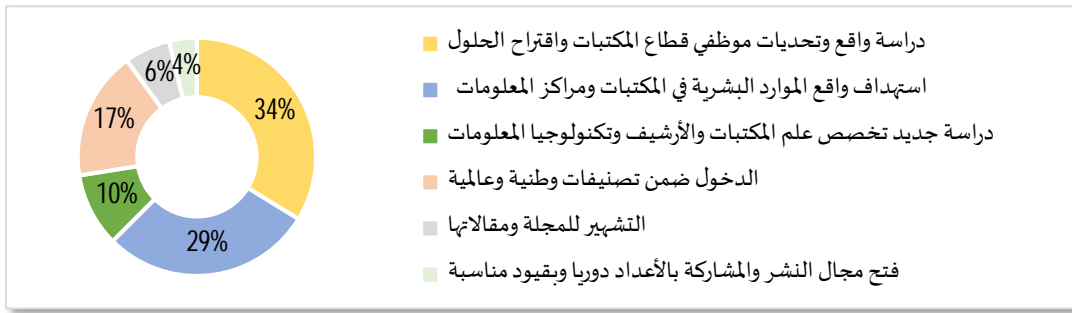 4%
6%
34%
17%
10%
29%
دراسة واقع وتحديات موظفي قطاع المكتبات واقتراح الحلول
استهداف واقع الموارد البشرية في المكتبات ومراكز المعلومات
دراسة جديد تخصص علم المكتبات والأرشيف وتكنولوجيا المعلومات
الدخول ضمن تصنيفات وطنية وعالمية
التشهير للمجلة ومقالاتها
فتح مجال النشر والمشاركة بالأعداد دوريا وبقيود مناسبة